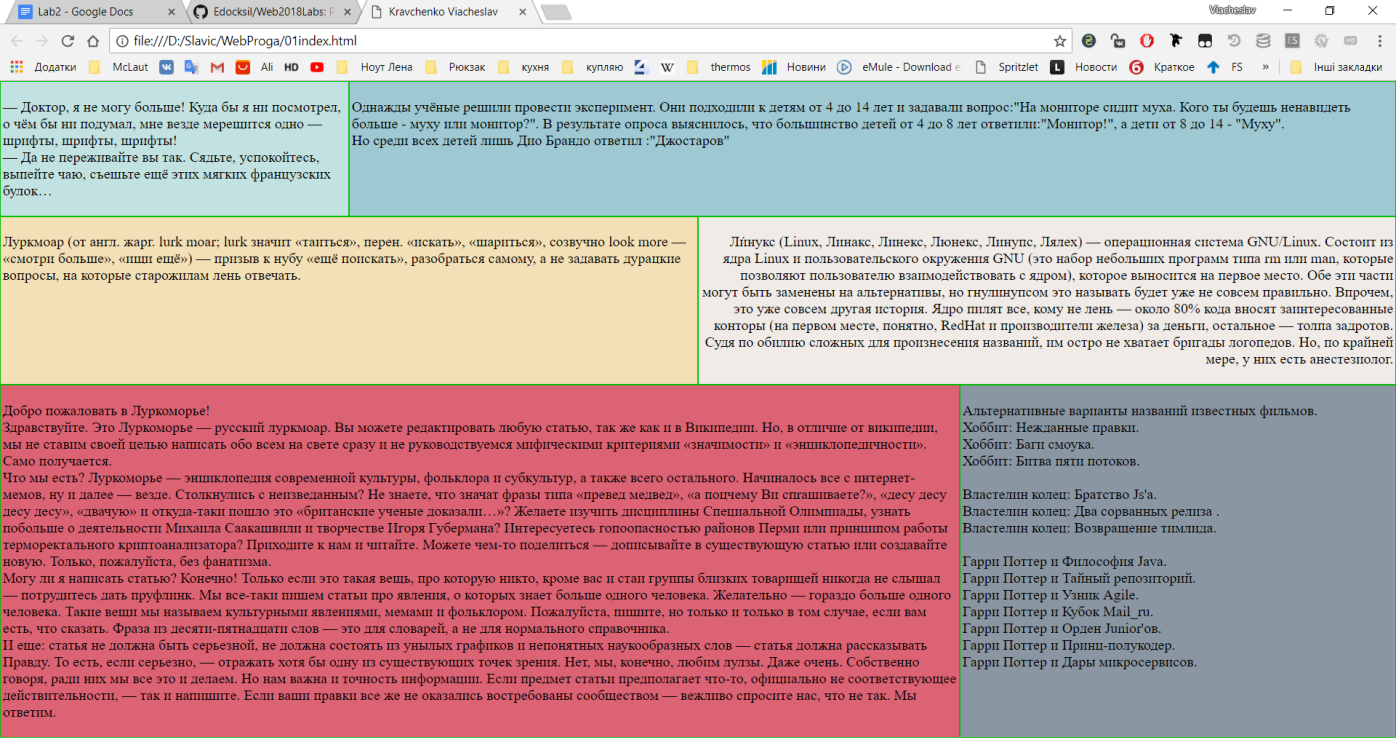 Lab2 - Google Docs
Edocksil/Web2018Labs: P
Kravchenko Viacheslav
Viacheslav
file:///D:/Slavic/WebProga/01index.html
Додатки
McLaut
Ali
HD
Ноут Лена
Рюкзак
кухня
купляю
W
thermos
Новини
eMule - Download e
Spritzlet
L
Новости
Краткое
FS
»
Інші закладки
— Доктор, я не могу больше! Куда бы я ни посмотрел,
о чём бы ни подумал, мне везде мерещится одно —
шрифты, шрифты, шрифты!
— Да не переживайте вы так. Сядьте, успокойтесь,
выпейте чаю, съешьте ещё этих мягких французских
булок…
Однажды учёные решили провести эксперимент. Они подходили к детям от 4 до 14 лет и задавали вопрос:"На мониторе сидит муха. Кого ты будешь ненавидеть
больше - муху или монитор?". В результате опроса выяснилось, что большинство детей от 4 до 8 лет ответили:"Монитор!", а дети от 8 до 14 - "Муху".
Но среди всех детей лишь Дио Брандо ответил :"Джостаров"
Луркмоар (от англ. жарг. lurk moar; lurk значит «таиться», перен. «искать», «шариться», созвучно look more —
«смотри больше», «ищи ещё») — призыв к нубу «ещё поискать», разобраться самому, а не задавать дурацкие
вопросы, на которые старожилам лень отвечать.
Ли́нукс (Linux, Линакс, Линекс, Люнекс, Линупс, Лялех) — операционная система GNU/Linux. Состоит из
ядра Linux и пользовательского окружения GNU (это набор небольших программ типа rm или man, которые
позволяют пользователю взаимодействовать с ядром), которое выносится на первое место. Обе эти части
могут быть заменены на альтернативы, но гнулинупсом это называть будет уже не совсем правильно. Впрочем,
это уже совсем другая история. Ядро пилят все, кому не лень — около 80% кода вносят заинтересованные
конторы (на первом месте, понятно, RedHat и производители железа) за деньги, остальное — толпа задротов.
Судя по обилию сложных для произнесения названий, им остро не хватает бригады логопедов. Но, по крайней
мере, у них есть анестезиолог.
Добро пожаловать в Луркоморье!
Здравствуйте. Это Луркоморье — русский луркмоар. Вы можете редактировать любую статью, так же как и в Википедии. Но, в отличие от википедии,
мы не ставим своей целью написать обо всем на свете сразу и не руководствуемся мифическими критериями «значимости» и «энциклопедичности».
Само получается.
Что мы есть? Луркоморье — энциклопедия современной культуры, фольклора и субкультур, а также всего остального. Начиналось все с интернет-
мемов, ну и далее — везде. Столкнулись с неизведанным? Не знаете, что значат фразы типа «превед медвед», «а поцчему Ви спгашиваете?», «десу десу
десу десу», «двачую» и откуда-таки пошло это «британские ученые доказали…»? Желаете изучить дисциплины Специальной Олимпиады, узнать
побольше о деятельности Михаила Саакашвили и творчестве Игоря Губермана? Интересуетесь гопоопасностью районов Перми или принципом работы
терморектального криптоанализатора? Приходите к нам и читайте. Можете чем-то поделиться — дописывайте в существующую статью или создавайте
новую. Только, пожалуйста, без фанатизма.
Могу ли я написать статью? Конечно! Только если это такая вещь, про которую никто, кроме вас и стаи группы близких товарищей никогда не слышал
— потрудитесь дать пруфлинк. Мы все-таки пишем статьи про явления, о которых знает больше одного человека. Желательно — гораздо больше одного
человека. Такие вещи мы называем культурными явлениями, мемами и фольклором. Пожалуйста, пишите, но только и только в том случае, если вам
есть, что сказать. Фраза из десяти-пятнадцати слов — это для словарей, а не для нормального справочника.
И еще: статья не должна быть серьезной, не должна состоять из унылых графиков и непонятных наукообразных слов — статья должна рассказывать
Правду. То есть, если серьезно, — отражать хотя бы одну из существующих точек зрения. Нет, мы, конечно, любим лулзы. Даже очень. Собственно
говоря, ради них мы все это и делаем. Но нам важна и точность информации. Если предмет статьи предполагает что-то, официально не соответствующее
действительности, — так и напишите. Если ваши правки все же не оказались востребованы сообществом — вежливо спросите нас, что не так. Мы
ответим.
Альтернативные варианты названий известных фильмов.
Хоббит: Нежданные правки.
Хоббит: Баги смоука.
Хоббит: Битва пяти потоков.
Властелин колец: Братство Js'а.
Властелин колец: Два сорванных релиза .
Властелин колец: Возвращение тимлида.
Гарри Поттер и Философия Java.
Гарри Поттер и Тайный репозиторий.
Гарри Поттер и Узник Agile.
Гарри Поттер и Кубок Mail_ru.
Гарри Поттер и Орден Junior'ов.
Гарри Поттер и Принц-полукодер.
Гарри Поттер и Дары микросервисов.